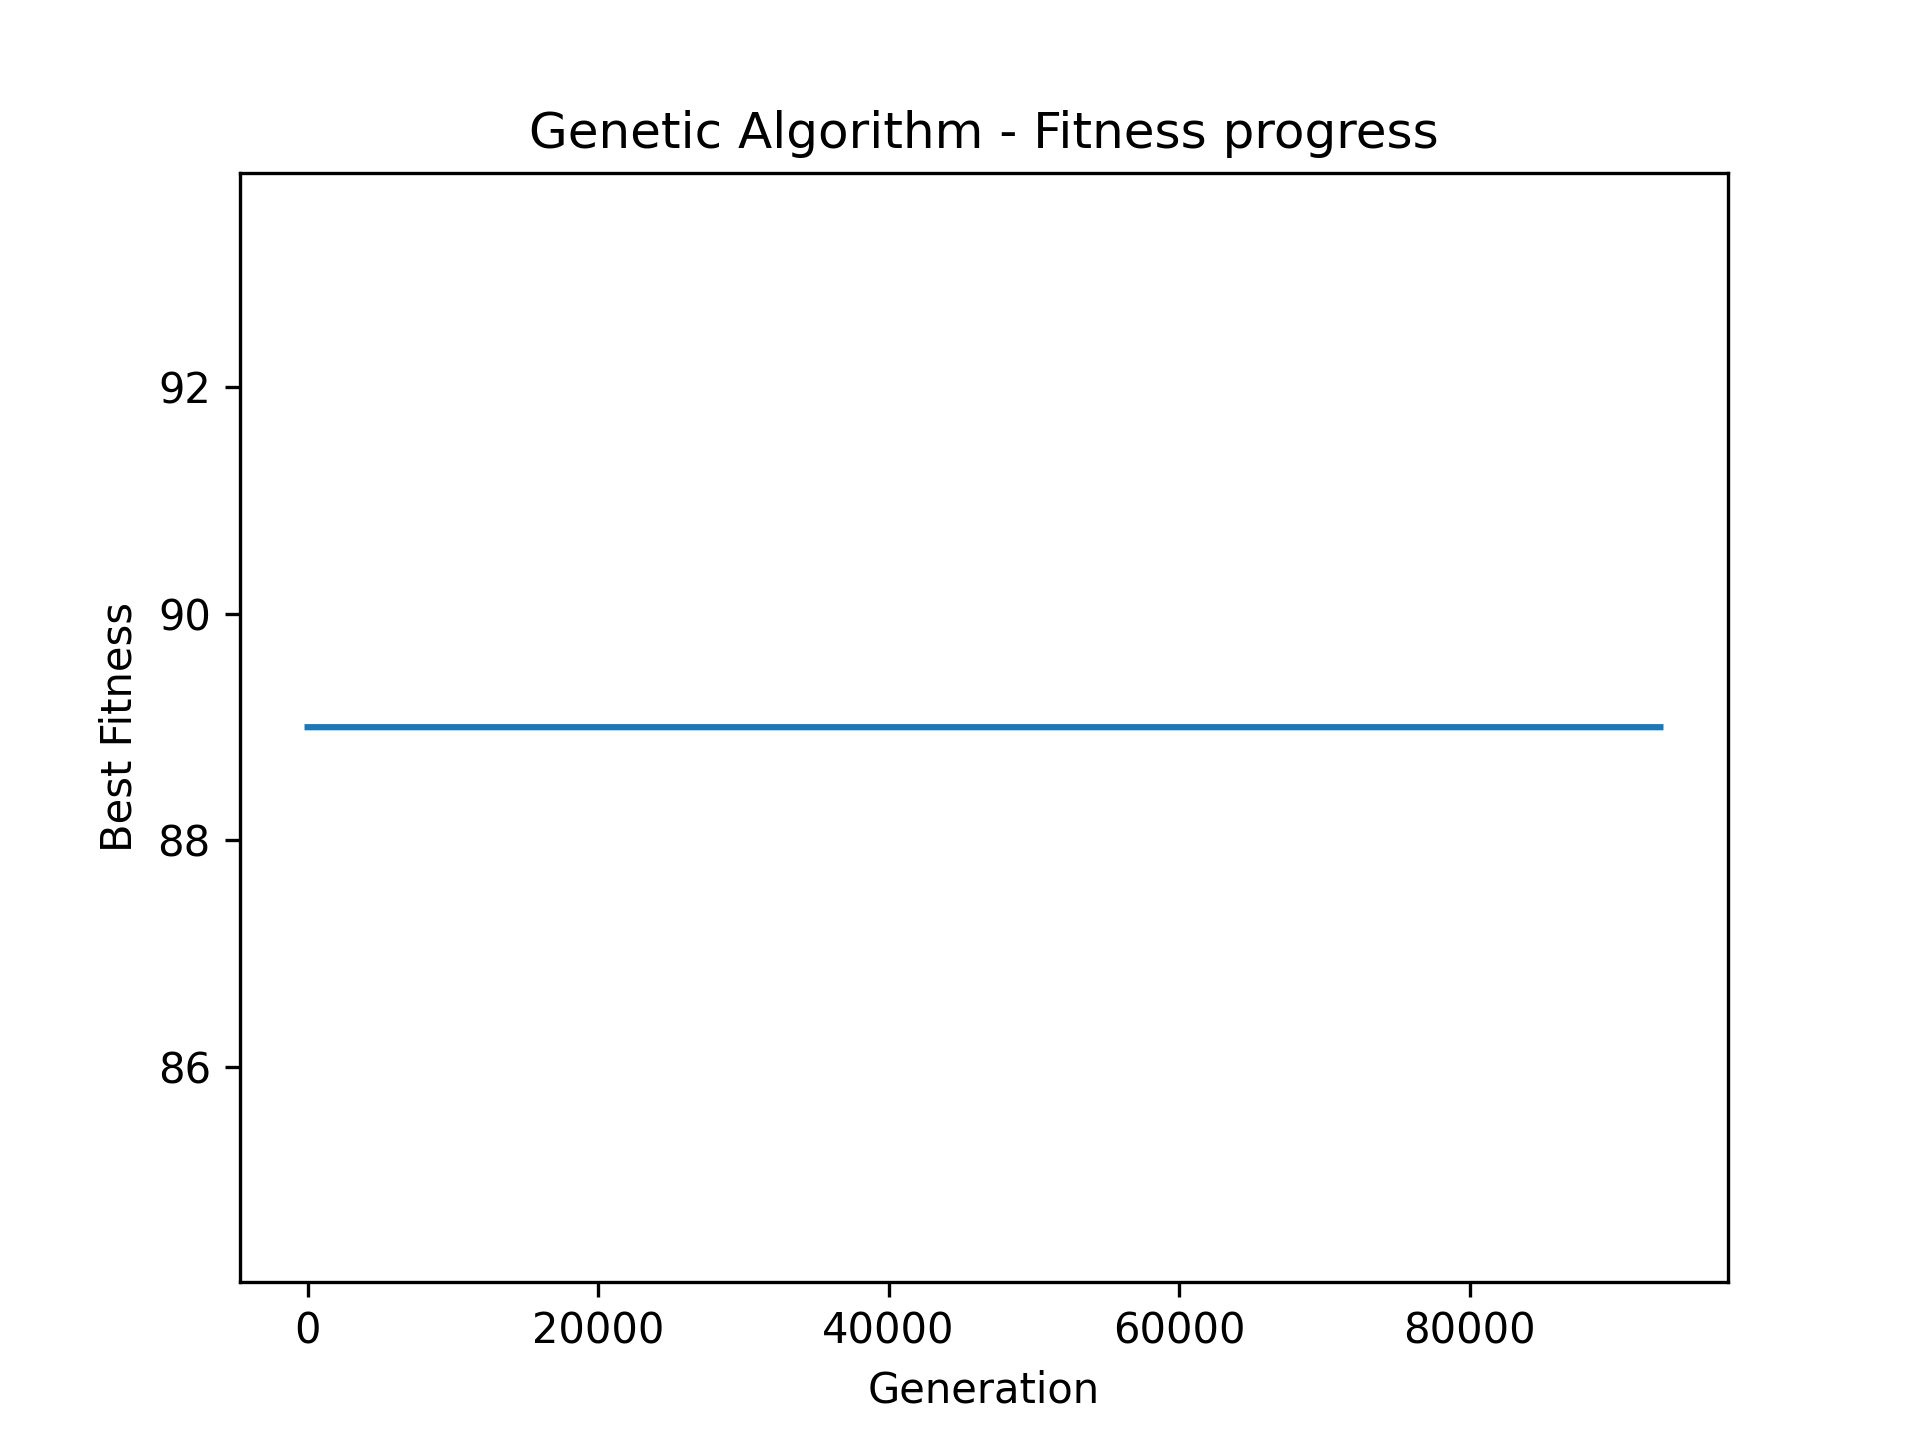 Genetic Algorithm - Fitness progress
92
90
88
86
Best Fitness
0 20000 40000 60000 80000
Generation